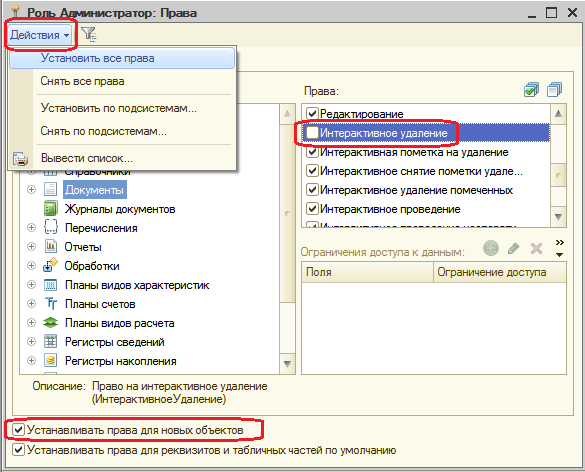 Роль Администратор: Права
Действия
Установить все права
Снять все права
Установить по подсистемам...
Снять по подсистемам...
Вывести список...
Справочники
Документы
Журналы документов
Перечисления
Отчеты
Обработки
Планы видов характеристик
Планы счетов
Планы видов расчета
Регистры сведений
Регистры накопления
Права:
Редактирование
Интерактивное удаление
Интерактивная пометка на удаление
Интерактивное снятие пометки удале...
Интерактивное удаление помеченных
Интерактивное проведение
Ограничения доступа к данным:
Поля
Ограничение доступа
Описание: Право на интерактивное удаление
(ИнтерактивноеУдаление)
Устанавливать права для новых объектов
Устанавливать права для реквизитов и табличных частей по умолчанию